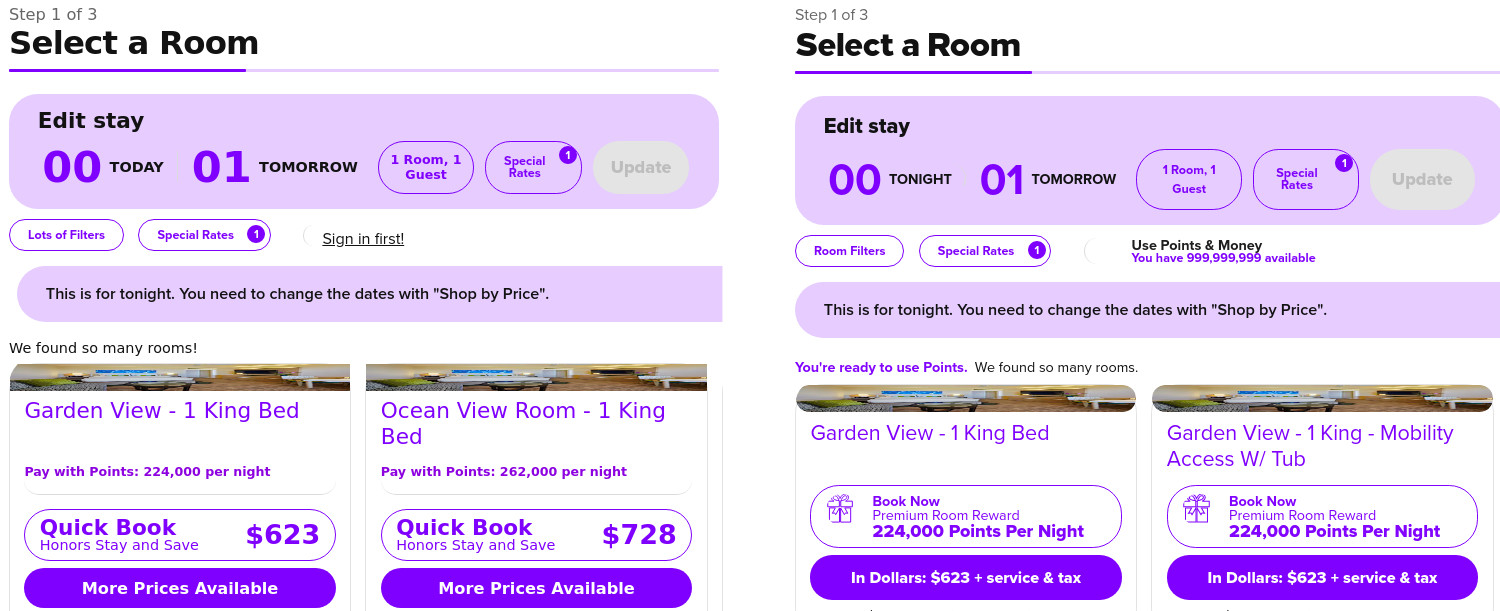 Step 1 of 3
Select a Room
Edit stay
00 TODAY 01 TOMORROW
1 Room, 1
Guest
Special
Rates
1
Update
Lots of Filters
Special Rates 1
Sign in first!
This is for tonight. You need to change the dates with "Shop by Price".
We found so many rooms!
Garden View - 1 King Bed
Pay with Points: 224,000 per night
Quick Book
Honors Stay and Save
$623
More Prices Available
Ocean View Room - 1 King
Bed
Pay with Points: 262,000 per night
Quick Book
Honors Stay and Save
$728
More Prices Available
Step 1 of 3
Select a Room
Edit stay
00 TONIGHT 01 TOMORROW
1 Room, 1
Guest
Special
Rates
1
Update
Room Filters
Special Rates 1
Use Points & Money
You have 999,999,999 available
This is for tonight. You need to change the dates with "Shop by Price".
You're ready to use Points. We found so many rooms.
Garden View - 1 King Bed
Book Now
Premium Room Reward
224,000 Points Per Night
In Dollars: $623 + service & tax
Garden View - 1 King - Mobility
Access W/ Tub
Book Now
Premium Room Reward
224,000 Points Per Night
In Dollars: $623 + service & tax